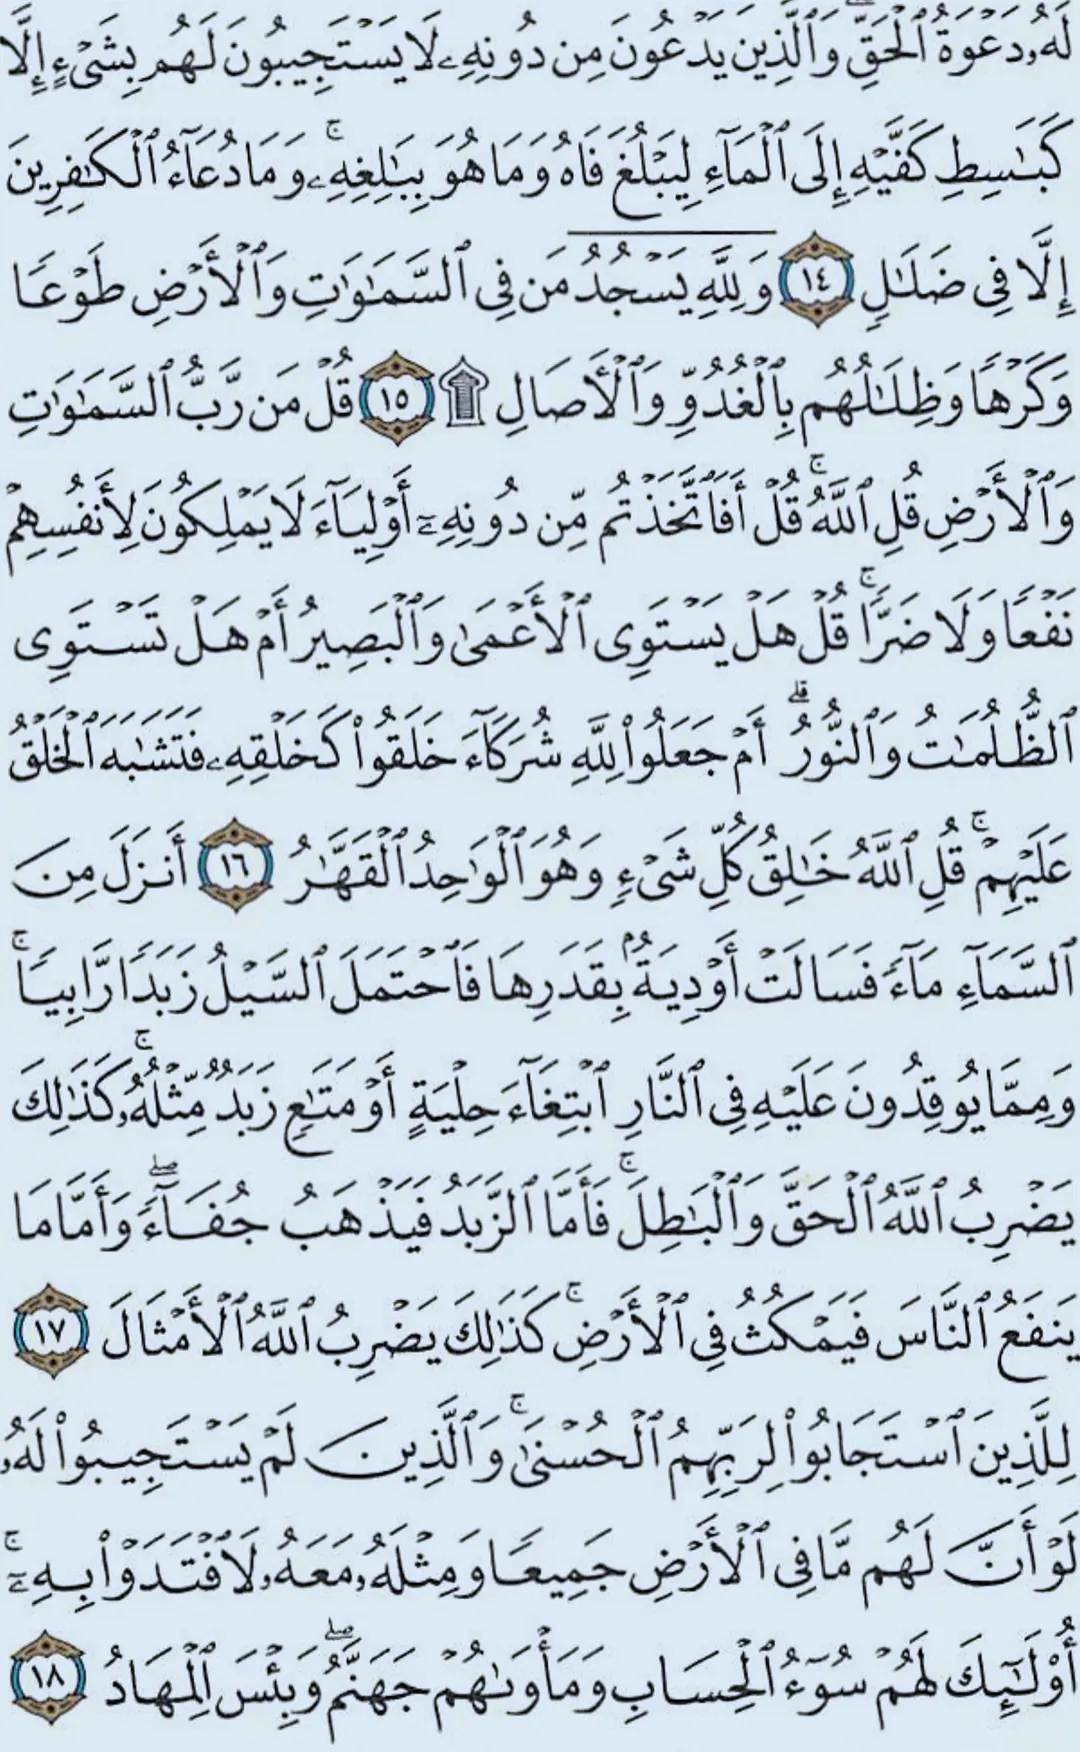 لَهُۥ دَعْوَةُ ٱلْحَقِّ ۖ وَٱلَّذِينَ يَدْعُونَ مِن دُونِهِۦ لَا يَسْتَجِيبُونَ لَهُم بِشَىْءٍ إِلَّا
كَبَـٰسِطِ كَفَّيْهِ إِلَى ٱلْمَآءِ لِيَبْلُغَ فَاهُ وَمَا هُوَ بِبَـٰلِغِهِۦ ۚ وَمَا دُعَآءُ ٱلْكَـٰفِرِينَ
إِلَّا فِى ضَلَـٰلٍ ١٤ وَلِلَّهِ يَسْجُدُ مَن فِى ٱلسَّمَـٰوَٰتِ وَٱلْأَرْضِ طَوْعًا
وَكَرْهًا وَظِلَـٰلُهُم بِٱلْغُدُوِّ وَٱلْـَٔاصَالِ ۩ ١٥ قُلْ مَن رَّبُّ ٱلسَّمَـٰوَٰتِ
وَٱلْأَرْضِ قُلِ ٱللَّهُ ۚ قُلْ أَفَٱتَّخَذْتُم مِّن دُونِهِۦٓ أَوْلِيَآءَ لَا يَمْلِكُونَ لِأَنفُسِهِمْ
نَفْعًا وَلَا ضَرًّا ۚ قُلْ هَلْ يَسْتَوِى ٱلْأَعْمَىٰ وَٱلْبَصِيرُ أَمْ هَلْ تَسْتَوِى
ٱلظُّلُمَـٰتُ وَٱلنُّورُ ۗ أَمْ جَعَلُوا۟ لِلَّهِ شُرَكَآءَ خَلَقُوا۟ كَخَلْقِهِۦ فَتَشَـٰبَهَ ٱلْخَلْقُ
عَلَيْهِمْ ۚ قُلِ ٱللَّهُ خَـٰلِقُ كُلِّ شَىْءٍ وَهُوَ ٱلْوَٰحِدُ ٱلْقَهَّـٰرُ ١٦ أَنزَلَ مِنَ
ٱلسَّمَآءِ مَآءً فَسَالَتْ أَوْدِيَةٌۢ بِقَدَرِهَا فَٱحْتَمَلَ ٱلسَّيْلُ زَبَدًا رَّابِيًا ۚ
وَمِمَّا يُوقِدُونَ عَلَيْهِ فِى ٱلنَّارِ ٱبْتِغَآءَ حِلْيَةٍ أَوْ مَتَـٰعٍ زَبَدٌ مِّثْلُهُۥ ۚ كَذَٰلِكَ
يَضْرِبُ ٱللَّهُ ٱلْحَقَّ وَٱلْبَـٰطِلَ ۚ فَأَمَّا ٱلزَّبَدُ فَيَذْهَبُ جُفَآءً ۖ وَأَمَّا مَا
يَنفَعُ ٱلنَّاسَ فَيَمْكُثُ فِى ٱلْأَرْضِ ۚ كَذَٰلِكَ يَضْرِبُ ٱللَّهُ ٱلْأَمْثَالَ ١٧
لِلَّذِينَ ٱسْتَجَابُوا۟ لِرَبِّهِمُ ٱلْحُسْنَىٰ ۚ وَٱلَّذِينَ لَمْ يَسْتَجِيبُوا۟ لَهُۥ
لَوْ أَنَّ لَهُم مَّا فِى ٱلْأَرْضِ جَمِيعًا وَمِثْلَهُۥ مَعَهُۥ لَٱفْتَدَوْا۟ بِهِۦٓ ۚ
أُو۟لَـٰٓئِكَ لَهُمْ سُوٓءُ ٱلْحِسَابِ وَمَأْوَىٰهُمْ جَهَنَّمُ ۖ وَبِئْسَ ٱلْمِهَادُ ١٨